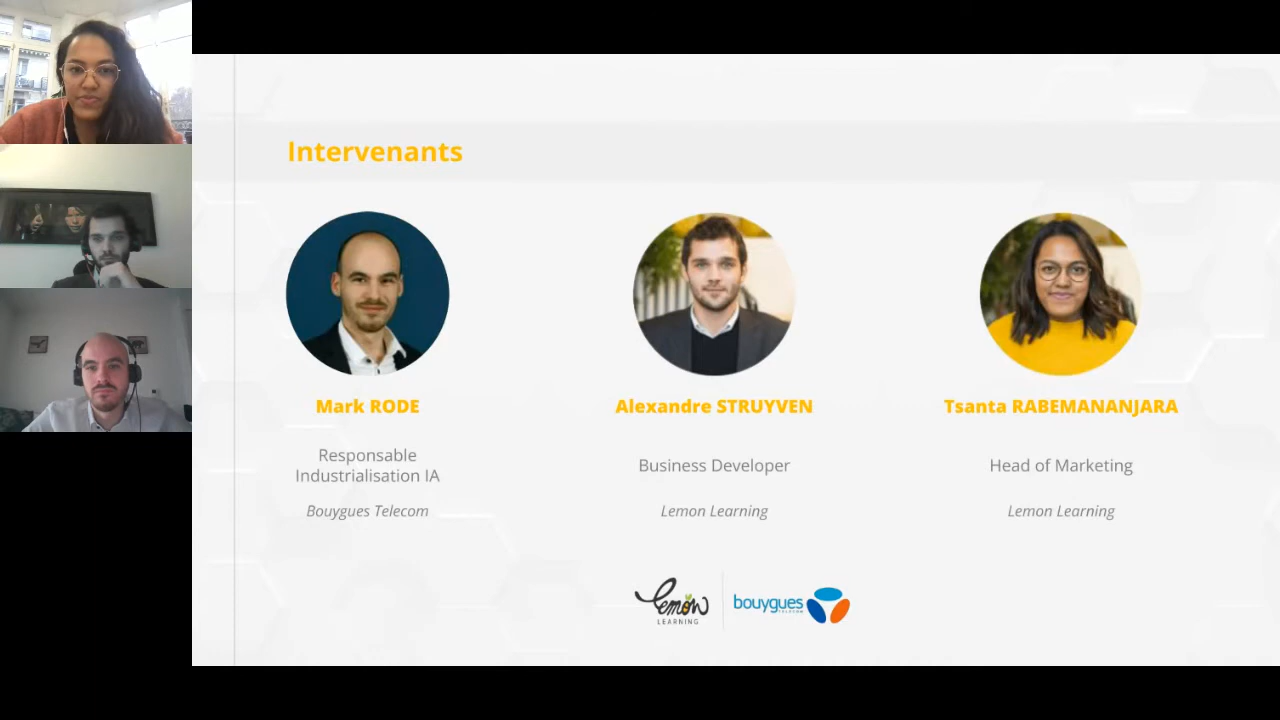 Intervenants
Mark RODE
Alexandre STRUYVEN
Tsanta RABEMANANJARA
Responsable
Industrialisation IA
Business Developer
Head of Marketing
Bouygues Telecom
Lemon Learning
Lemon Learning
Lemon
LEARNING
bouygues
TELECOM